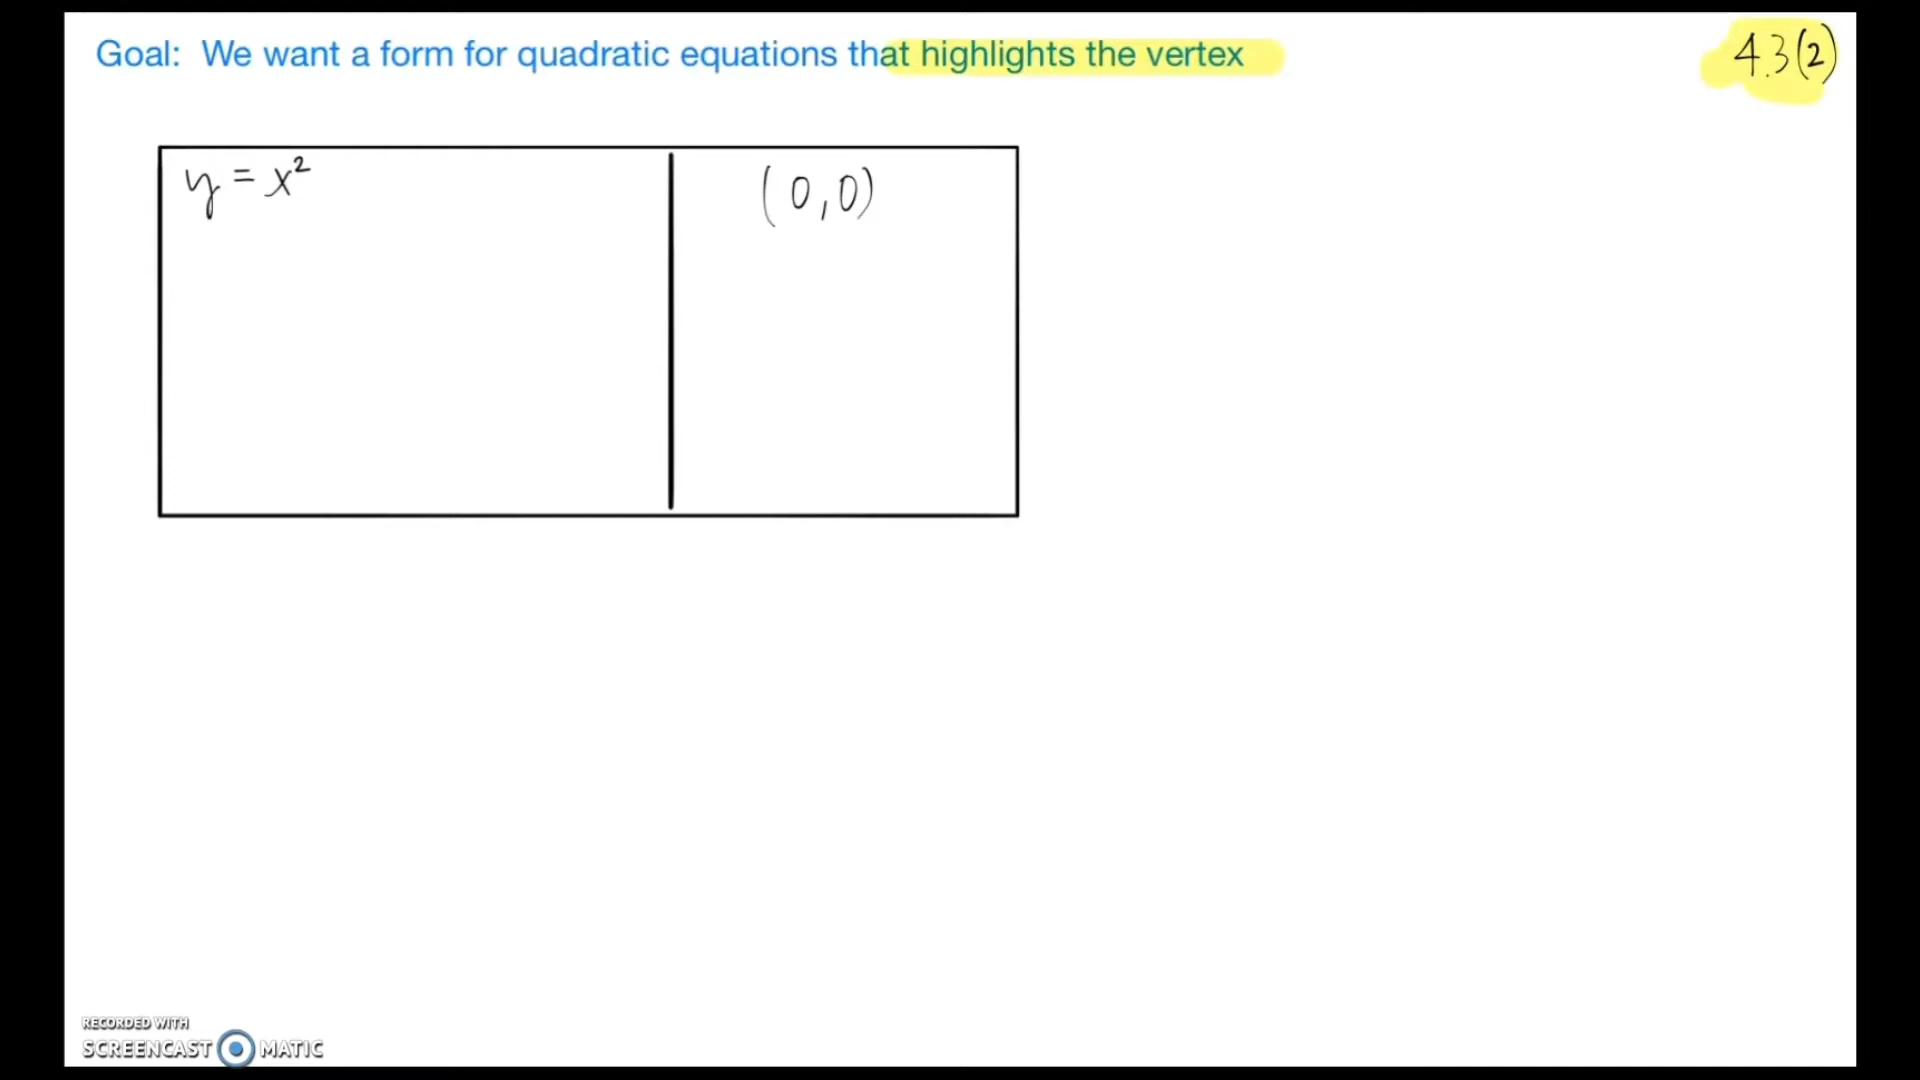 Goal: We want a form for quadratic equations that highlights the vertex
4.3(2)
y = x²
(0,0)
RECORDED WITH
SCREENCAST MATIC